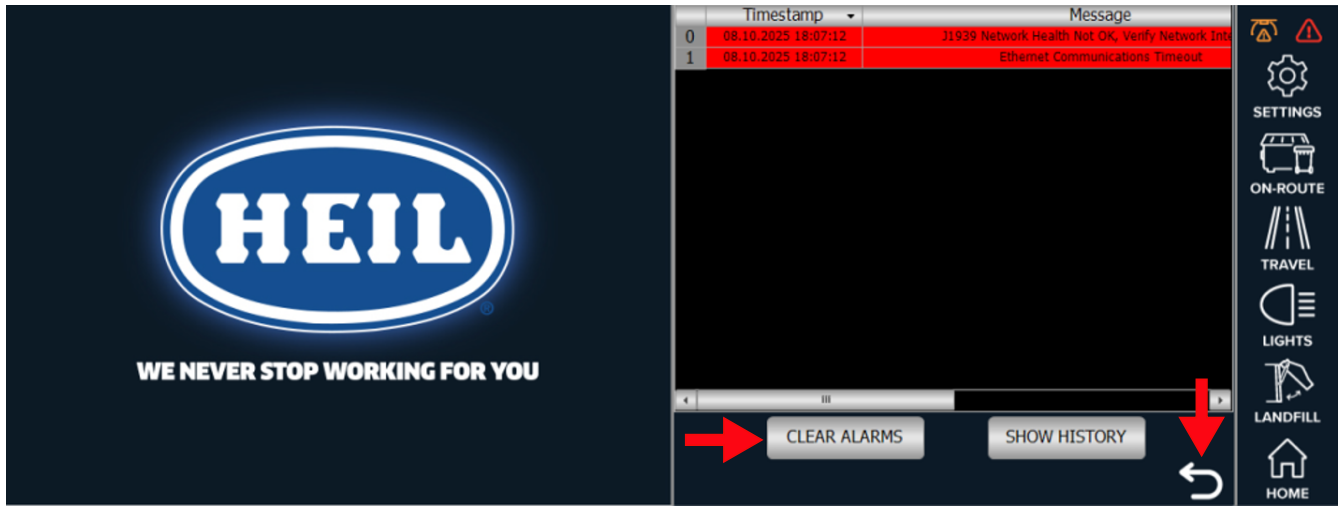 HEIL
®
WE NEVER STOP WORKING FOR YOU
Timestamp Message
0 08.10.2025 18:07:12 J1939 Network Health Not OK, Verify Network Inte
1 08.10.2025 18:07:12 Ethernet Communications Timeout
CLEAR ALARMS SHOW HISTORY
SETTINGS
ON-ROUTE
TRAVEL
LIGHTS
LANDFILL
HOME